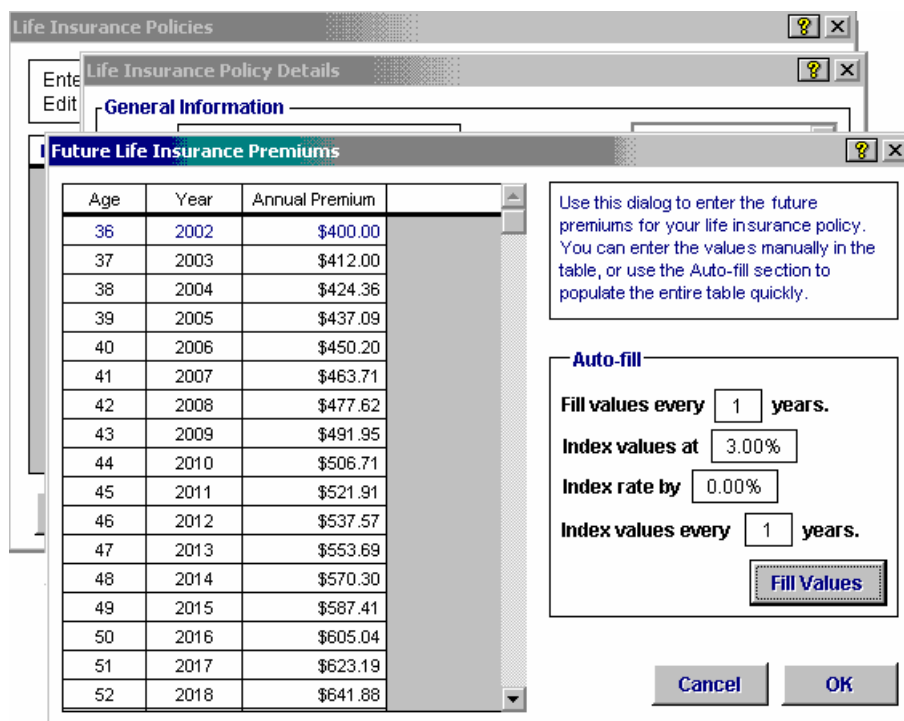 Life Insurance Policies
Life Insurance Policy Details
Ente
Edit
General Information
Future Life Insurance Premiums
Age Year Annual Premium
36 2002 $400.00
37 2003 $412.00
38 2004 $424.36
39 2005 $437.09
40 2006 $450.20
41 2007 $463.71
42 2008 $477.62
43 2009 $491.95
44 2010 $506.71
45 2011 $521.91
46 2012 $537.57
47 2013 $553.69
48 2014 $570.30
49 2015 $587.41
50 2016 $605.04
51 2017 $623.19
52 2018 $641.88
Use this dialog to enter the future
premiums for your life insurance policy.
You can enter the values manually in the
table, or use the Auto-fill section to
populate the entire table quickly.
Auto-fill
Fill values every 1 years.
Index values at 3.00%
Index rate by 0.00%
Index values every 1 years.
Fill Values
Cancel OK